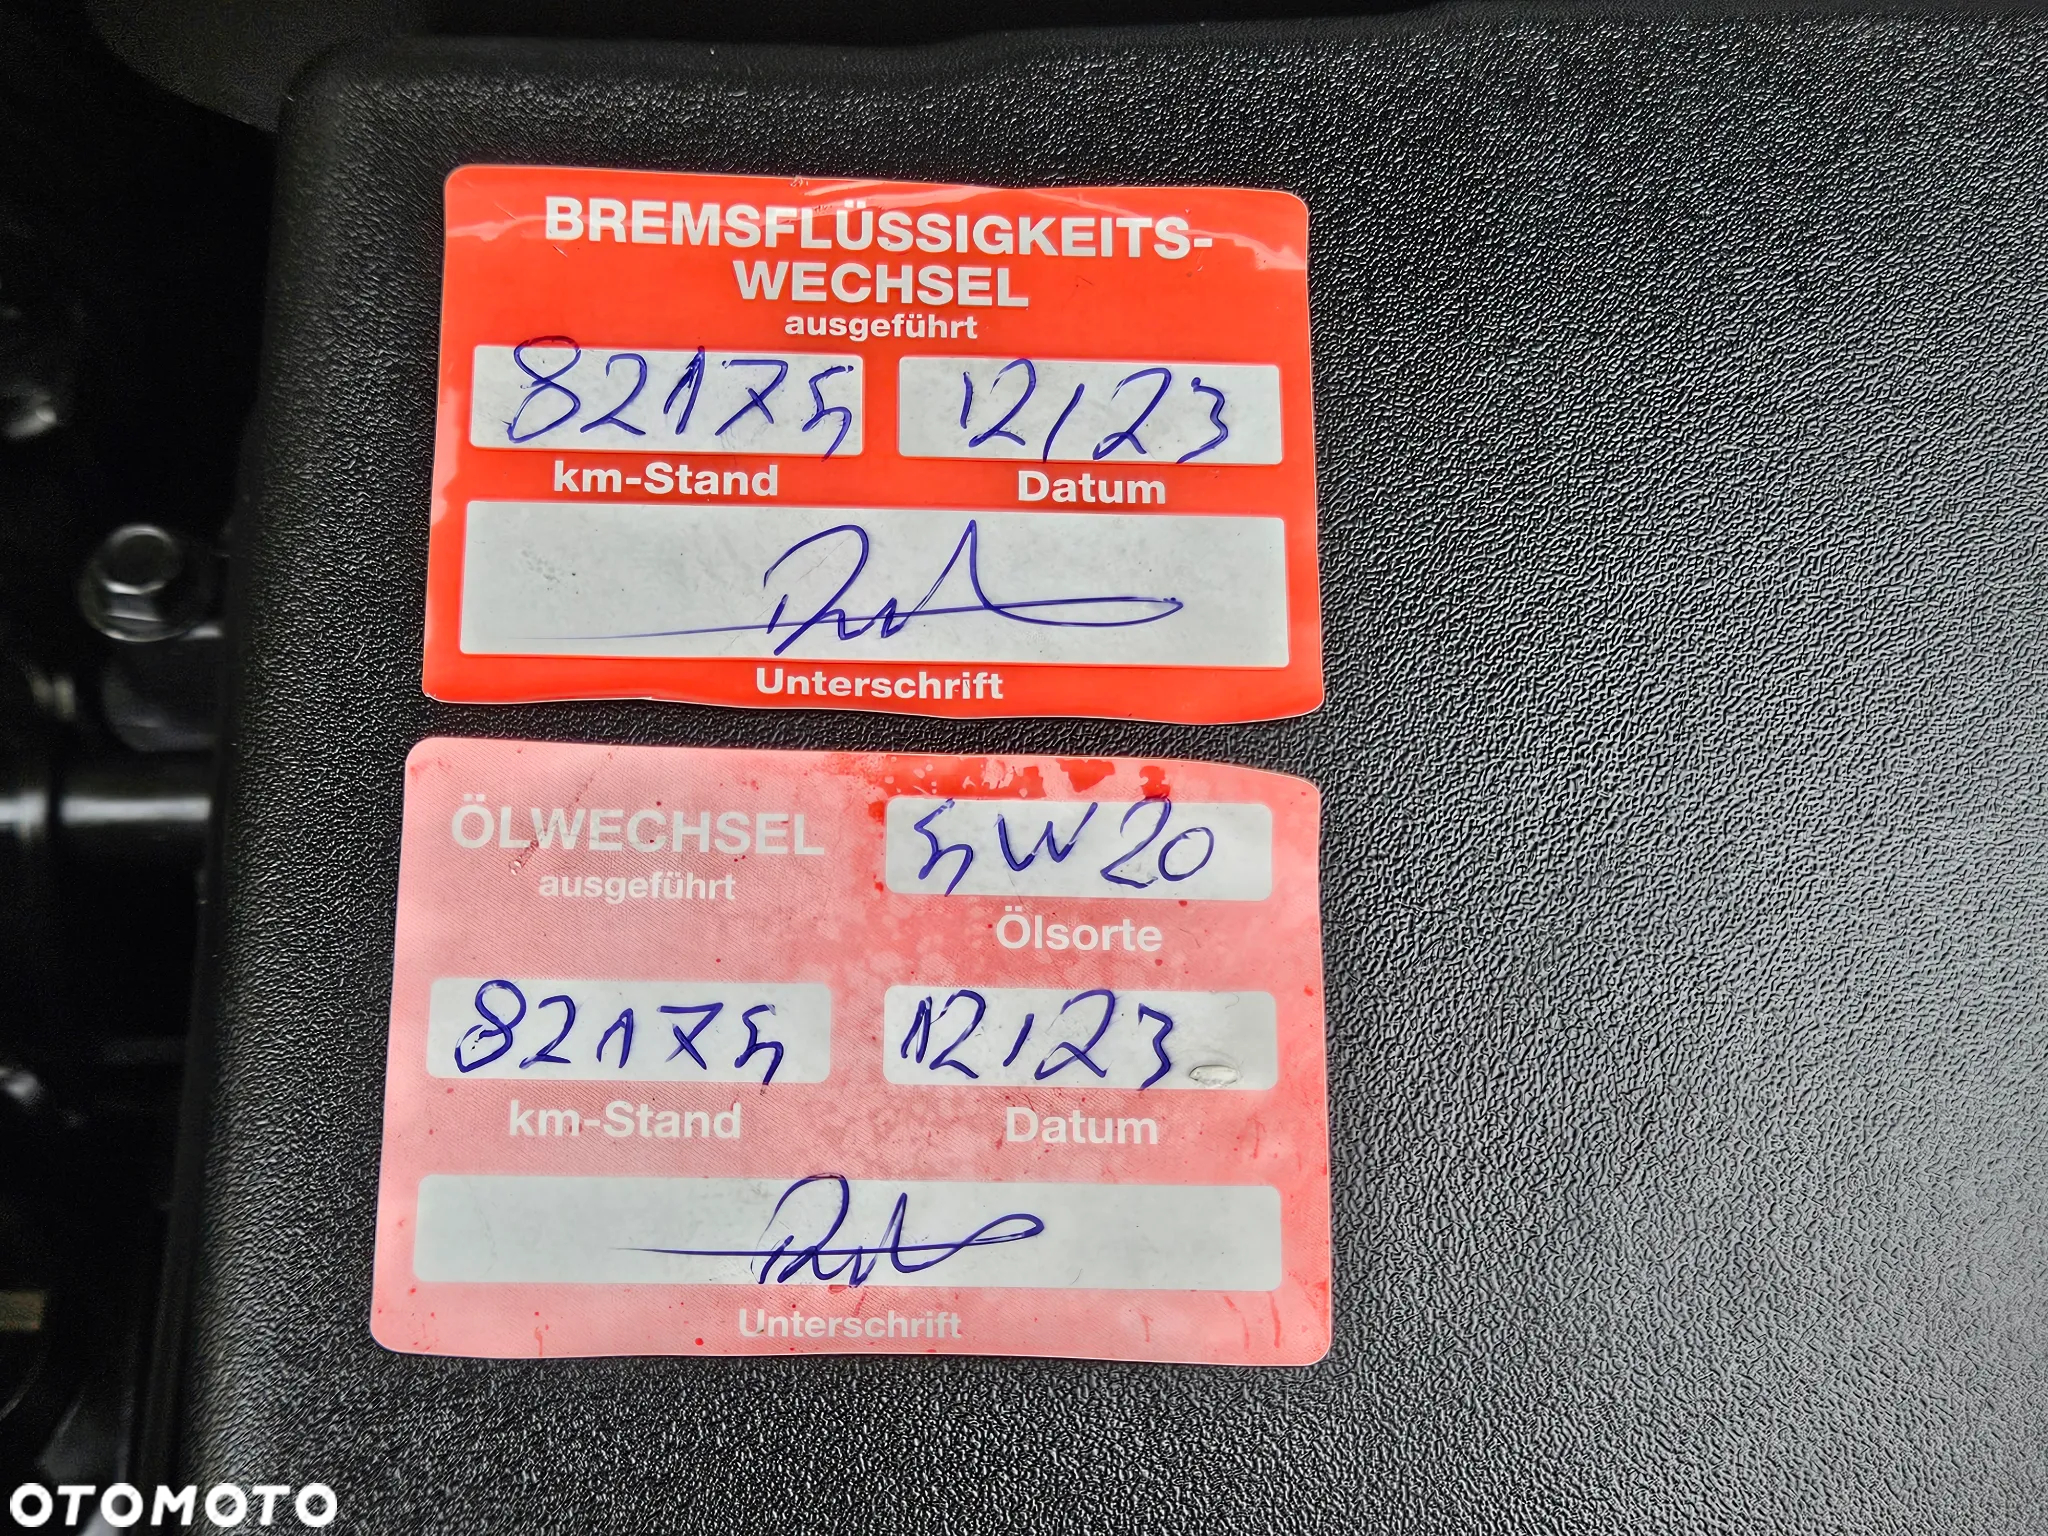 BREMSFLÜSSIGKEITS-
WECHSEL
ausgeführt
82175 12/23
km-Stand Datum
Unterschrift
ÖLWECHSEL 5W20
ausgeführt
Ölsorte
82175 12/23
km-Stand Datum
Unterschrift
OTOMOTO